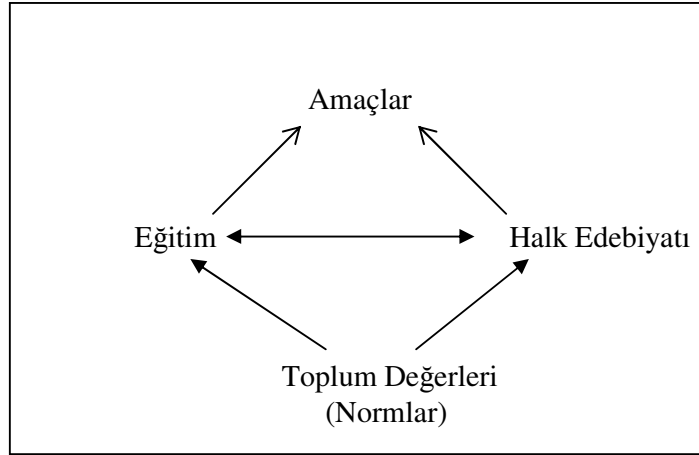 Amaçlar
Eğitim
Halk Edebiyatı
Toplum Değerleri
(Normlar)